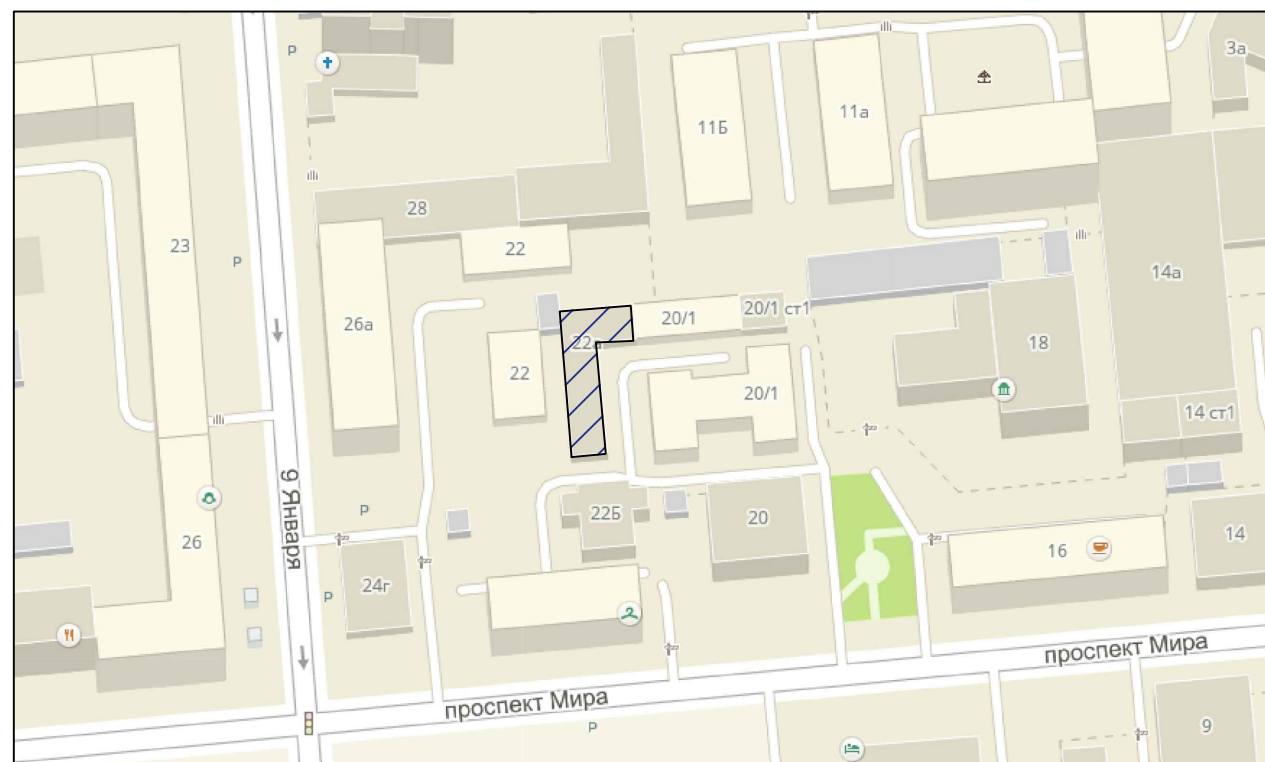 3а
Р
11Б
11а
28
23
22
14а
Р
26а
20/1
20/1 ст1
22а
18
22
20/1
14 ст1
9 Января
Р
22Б
20
14
26
16
24г
Р
проспект Мира
проспект Мира
Р
9